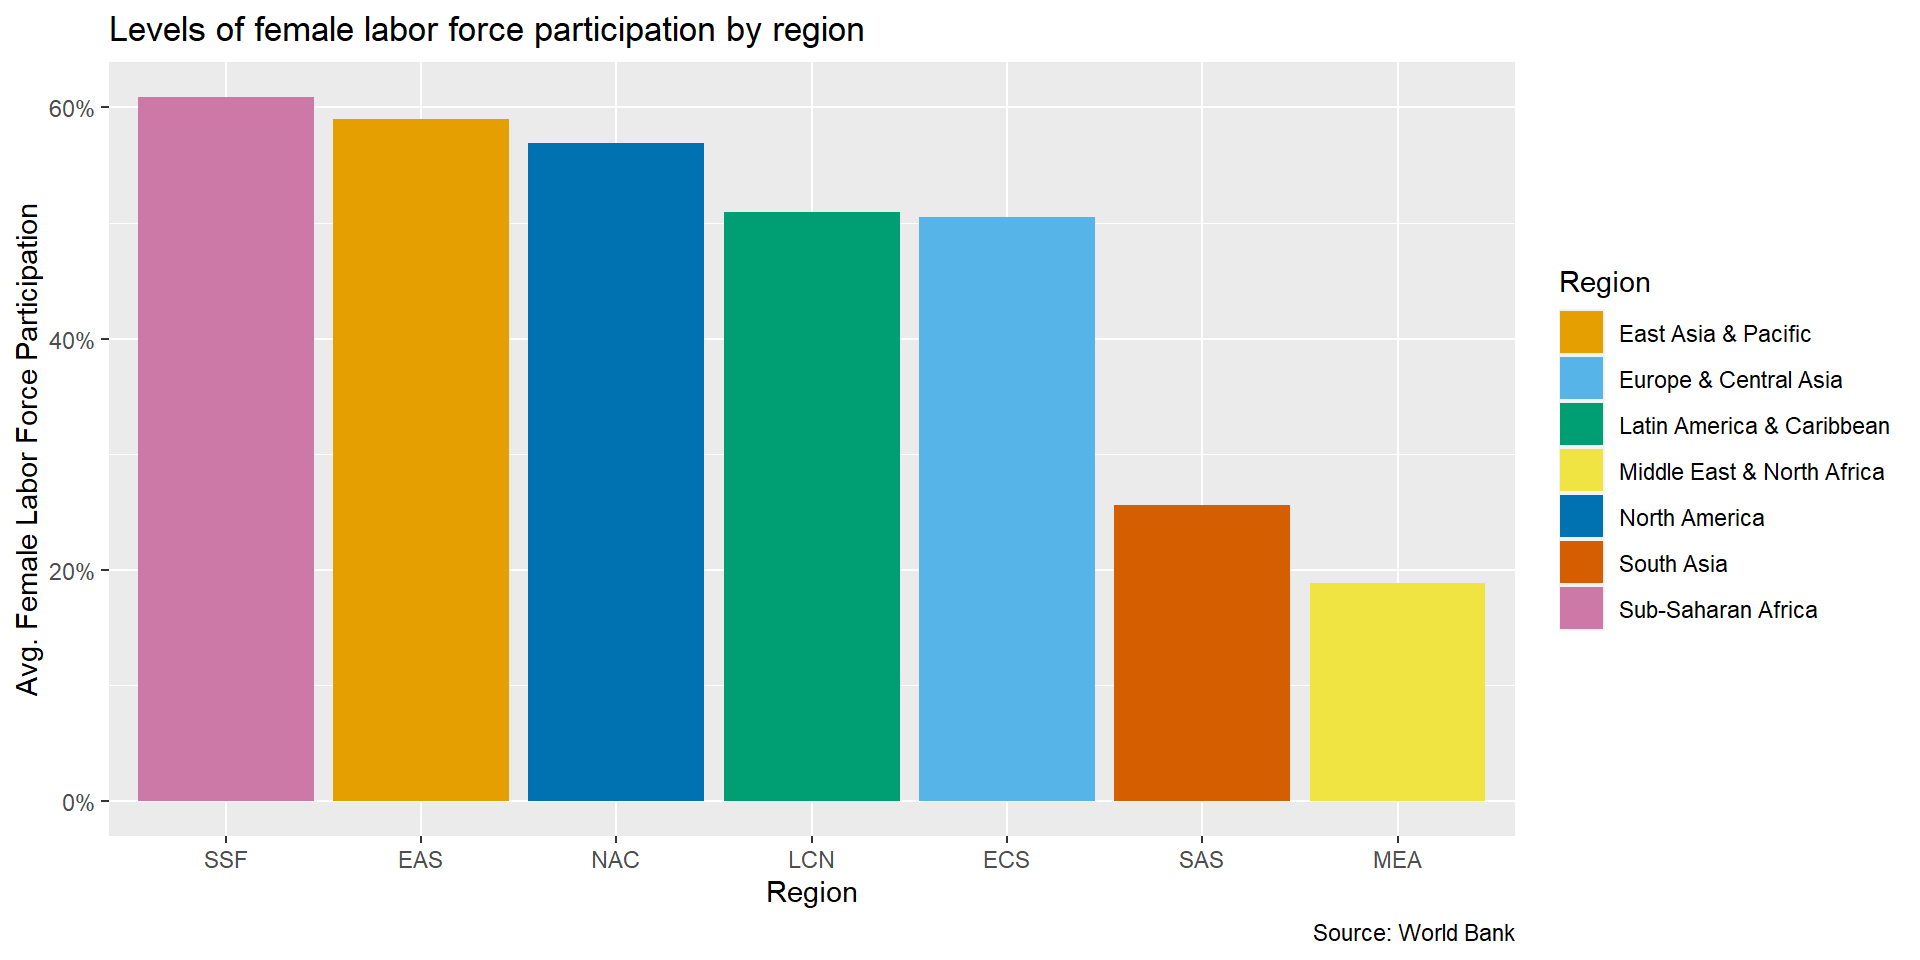 Levels of female labor force participation by region
Avg. Female Labor Force Participation
60%
40%
20%
0%
SSF
EAS
NAC
LCN
ECS
SAS
MEA
Region
Region
East Asia & Pacific
Europe & Central Asia
Latin America & Caribbean
Middle East & North Africa
North America
South Asia
Sub-Saharan Africa
Source: World Bank